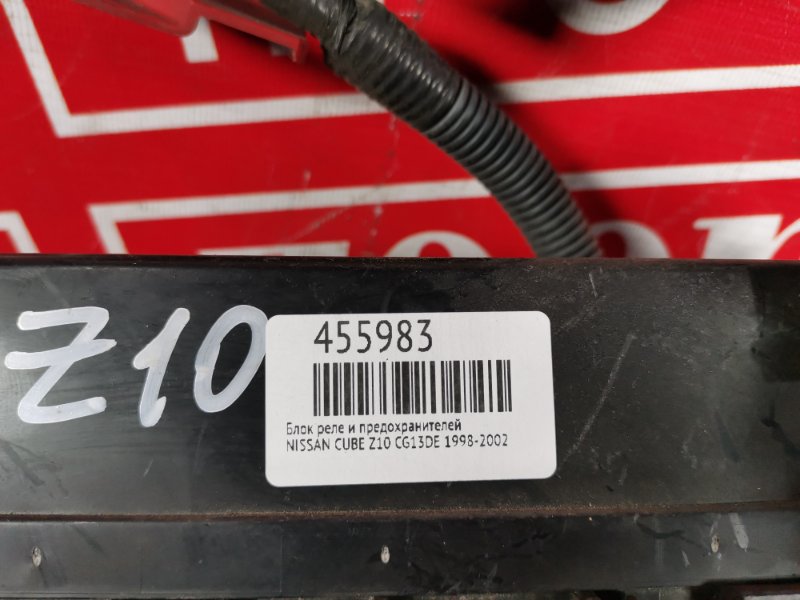 Z10
455983
Блок реле и предохранителей
NISSAN CUBE Z10 CG13DE 1998-2002